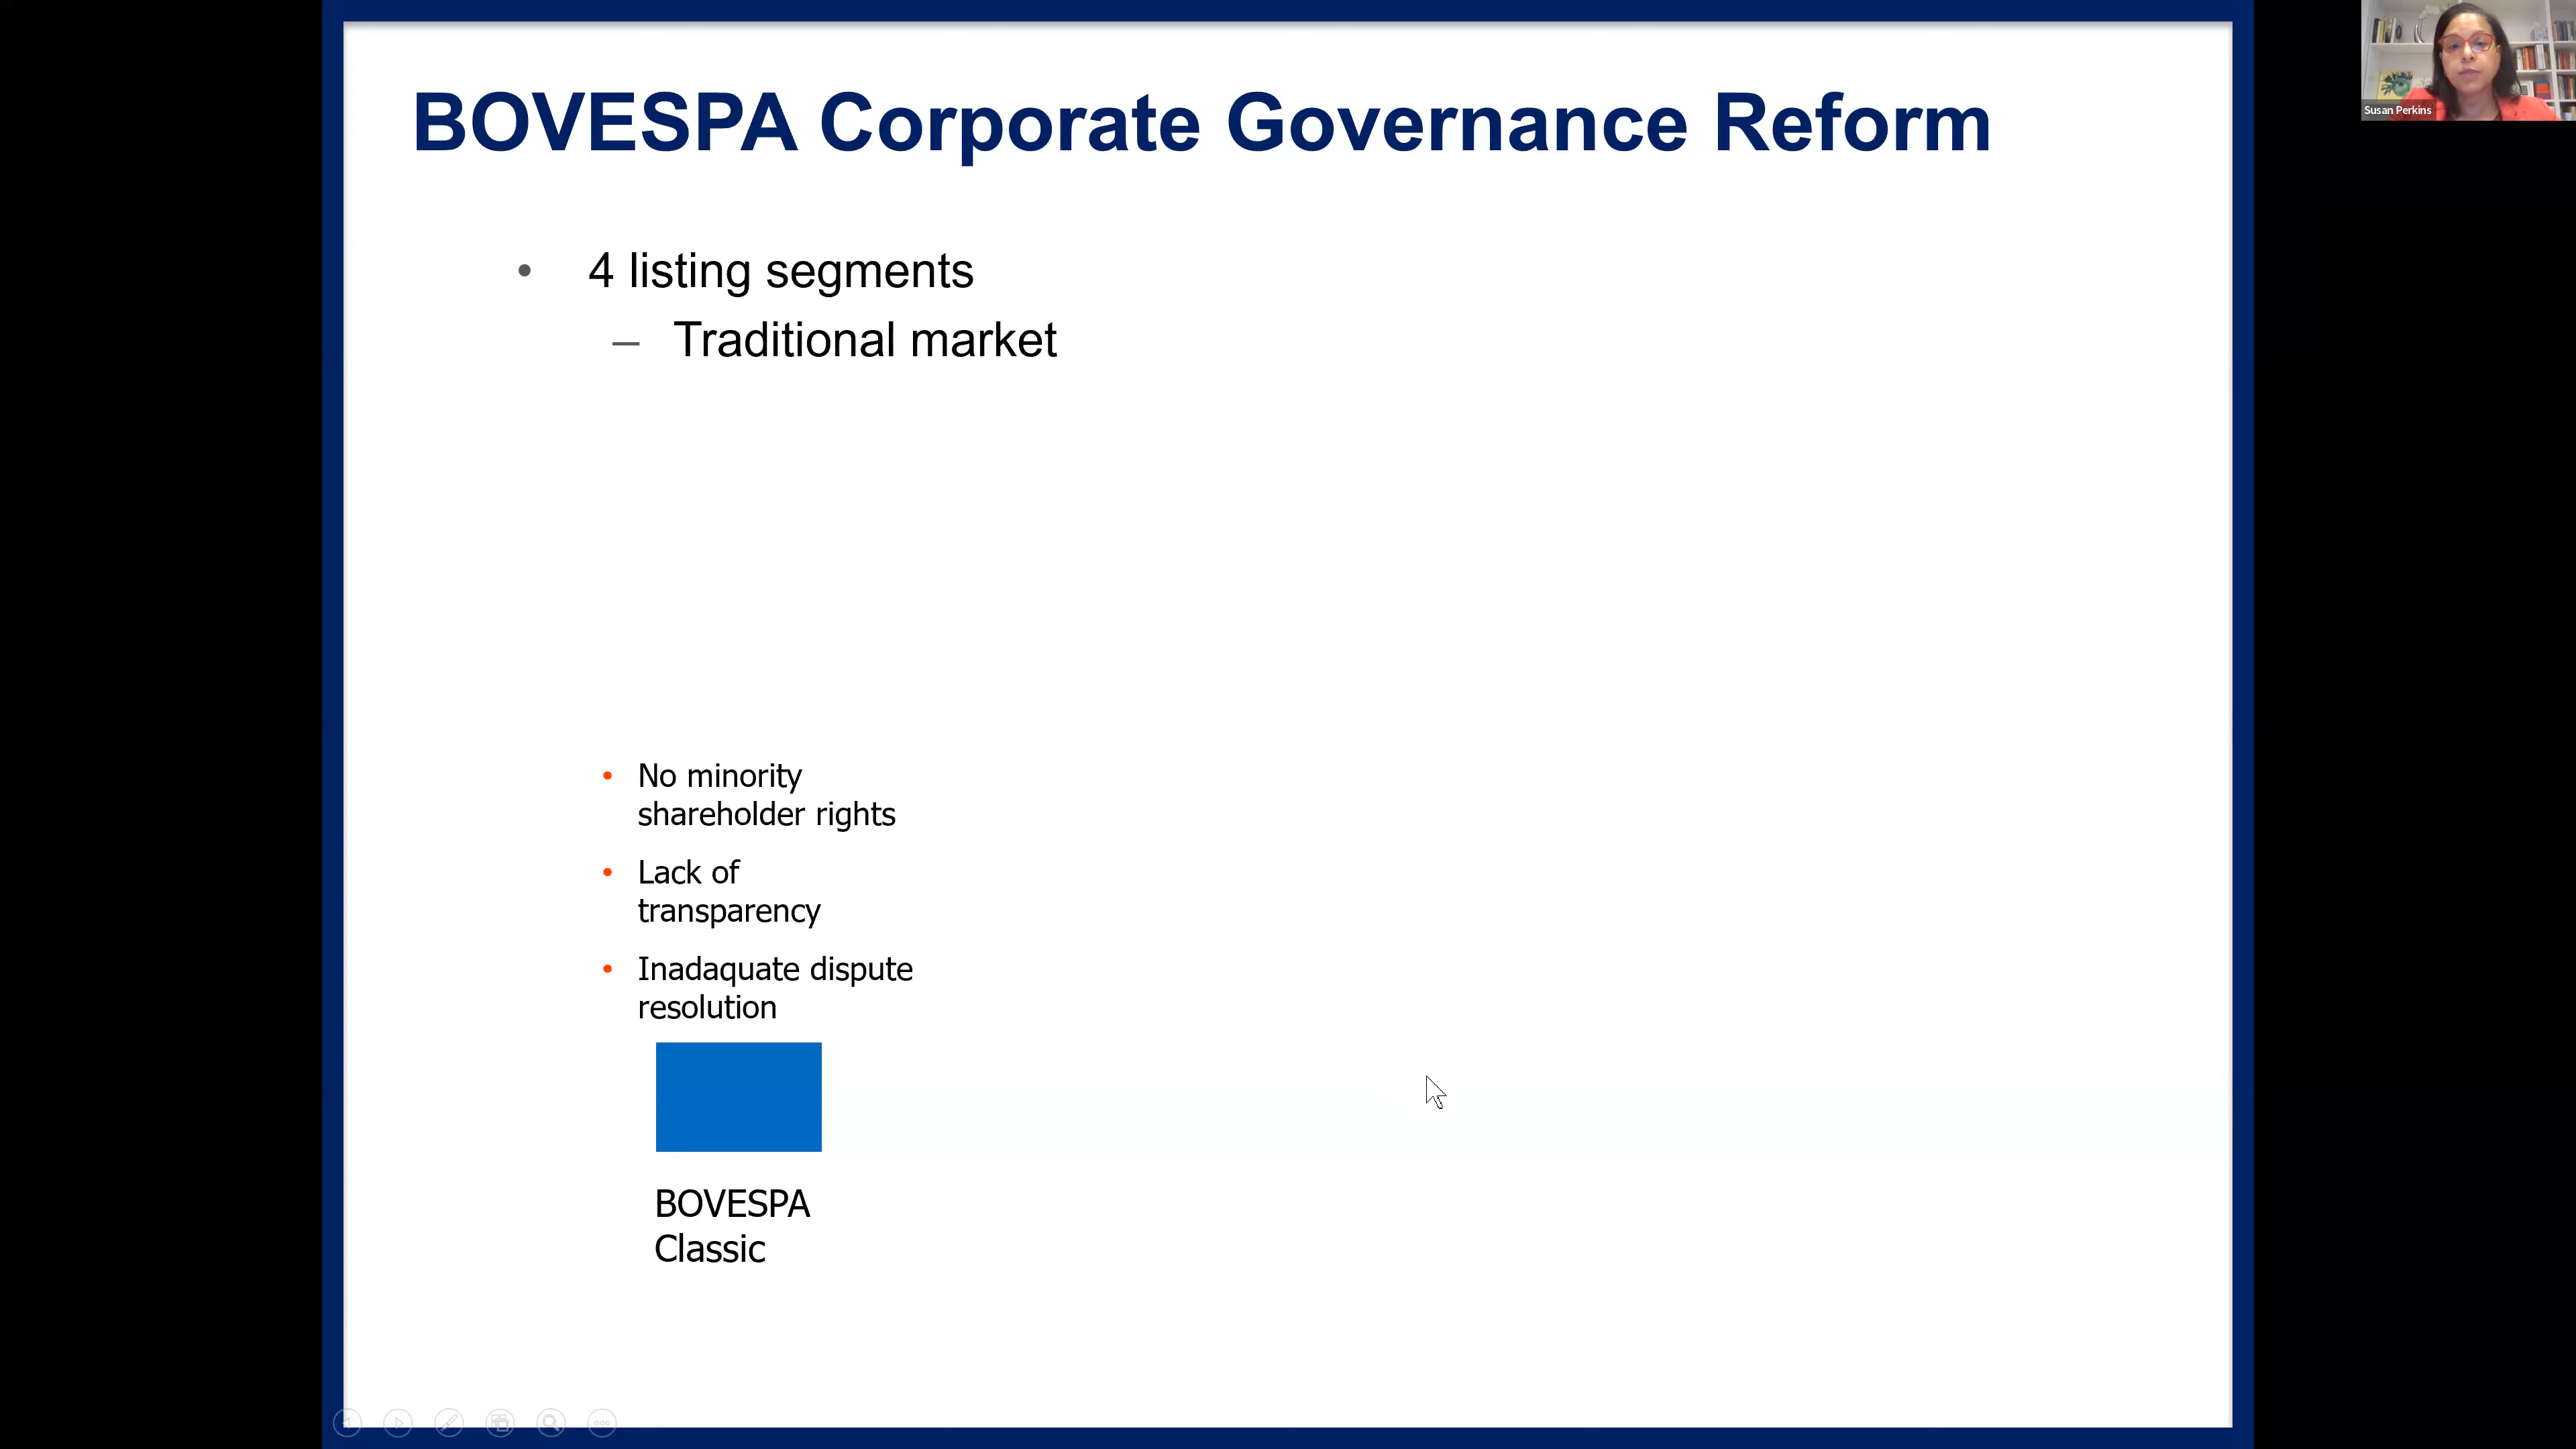 BOVESPA Corporate Governance Reform
Susan Perkins
• 4 listing segments
– Traditional market
• No minority
shareholder rights
• Lack of
transparency
• Inadaquate dispute
resolution
BOVESPA
Classic